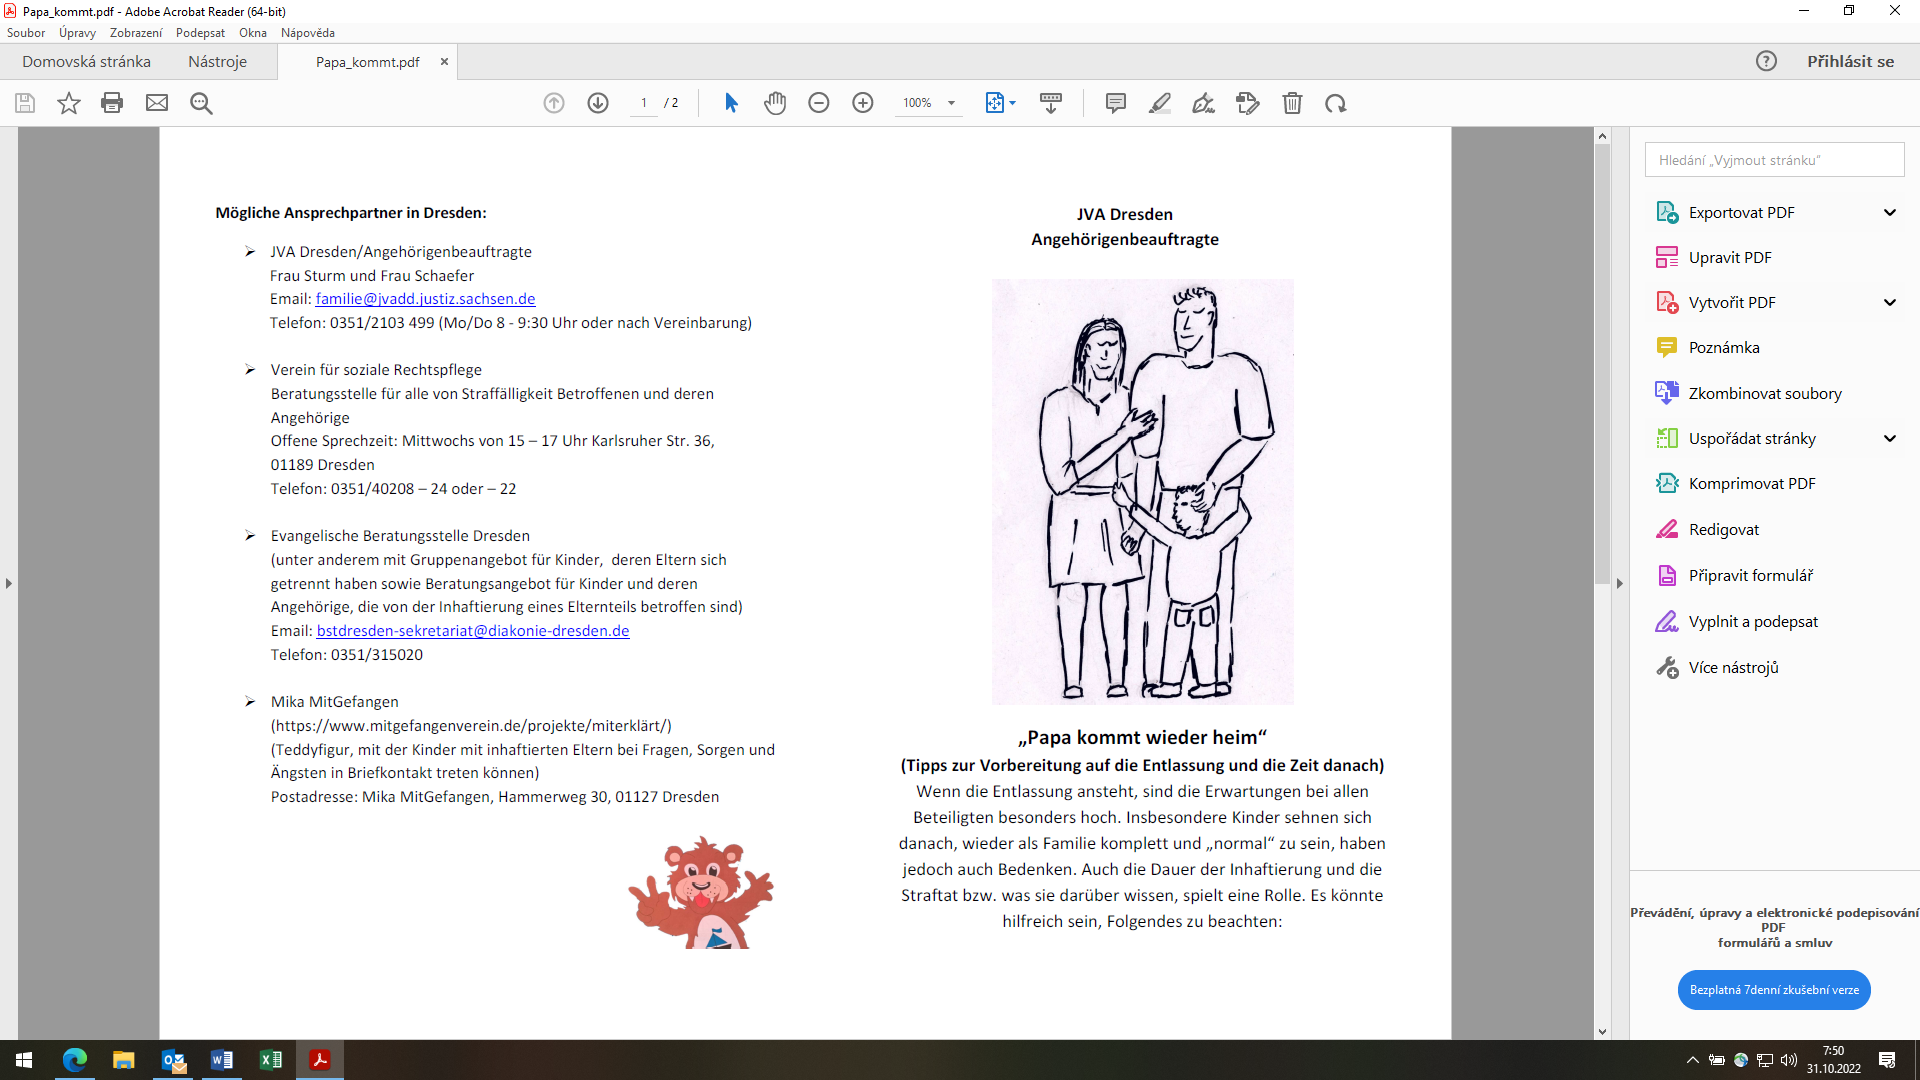 Papa_kommt.pdf - Adobe Acrobat Reader (64-bit)
Soubor Úpravy Zobrazení Podepsat Okna Nápověda
Domovská stránka Nástroje Papa_kommt.pdf Přihlásit se
1 / 2 100%
Mögliche Ansprechpartner in Dresden:
JVA Dresden/Angehörigenbeauftragte
Frau Sturm und Frau Schaefer
Email: familie@jvadd.justiz.sachsen.de
Telefon: 0351/2103 499 (Mo/Do 8 - 9:30 Uhr oder nach Vereinbarung)
Verein für soziale Rechtspflege
Beratungsstelle für alle von Straffälligkeit Betroffenen und deren
Angehörige
Offene Sprechzeit: Mittwochs von 15 – 17 Uhr Karlsruher Str. 36,
01189 Dresden
Telefon: 0351/40208 – 24 oder – 22
Evangelische Beratungsstelle Dresden
(unter anderem mit Gruppenangebot für Kinder, deren Eltern sich
getrennt haben sowie Beratungsangebot für Kinder und deren
Angehörige, die von der Inhaftierung eines Elternteils betroffen sind)
Email: bstdresden-sekretariat@diakonie-dresden.de
Telefon: 0351/315020
Mika MitGefangen
(https://www.mitgefangenverein.de/projekte/miterklärt/)
(Teddyfigur, mit der Kinder mit inhaftierten Eltern bei Fragen, Sorgen und
Ängsten in Briefkontakt treten können)
Postadresse: Mika MitGefangen, Hammerweg 30, 01127 Dresden
JVA Dresden
Angehörigenbeauftragte
„Papa kommt wieder heim“
(Tipps zur Vorbereitung auf die Entlassung und die Zeit danach)
Wenn die Entlassung ansteht, sind die Erwartungen bei allen
Beteiligten besonders hoch. Insbesondere Kinder sehnen sich
danach, wieder als Familie komplett und „normal“ zu sein, haben
jedoch auch Bedenken. Auch die Dauer der Inhaftierung und die
Straftat bzw. was sie darüber wissen, spielt eine Rolle. Es könnte
hilfreich sein, Folgendes zu beachten:
Hledání „Vyjmout stránku“
Exportovat PDF
Upravit PDF
Vytvořit PDF
Poznámka
Zkombinovat soubory
Uspořádat stránky
Komprimovat PDF
Redigovat
Připravit formulář
Vyplnit a podepsat
Více nástrojů
Převádění, úpravy a elektronické podepisování
PDF
formulářů a smluv
Bezplatná 7denní zkušební verze
7:50
31.10.2022